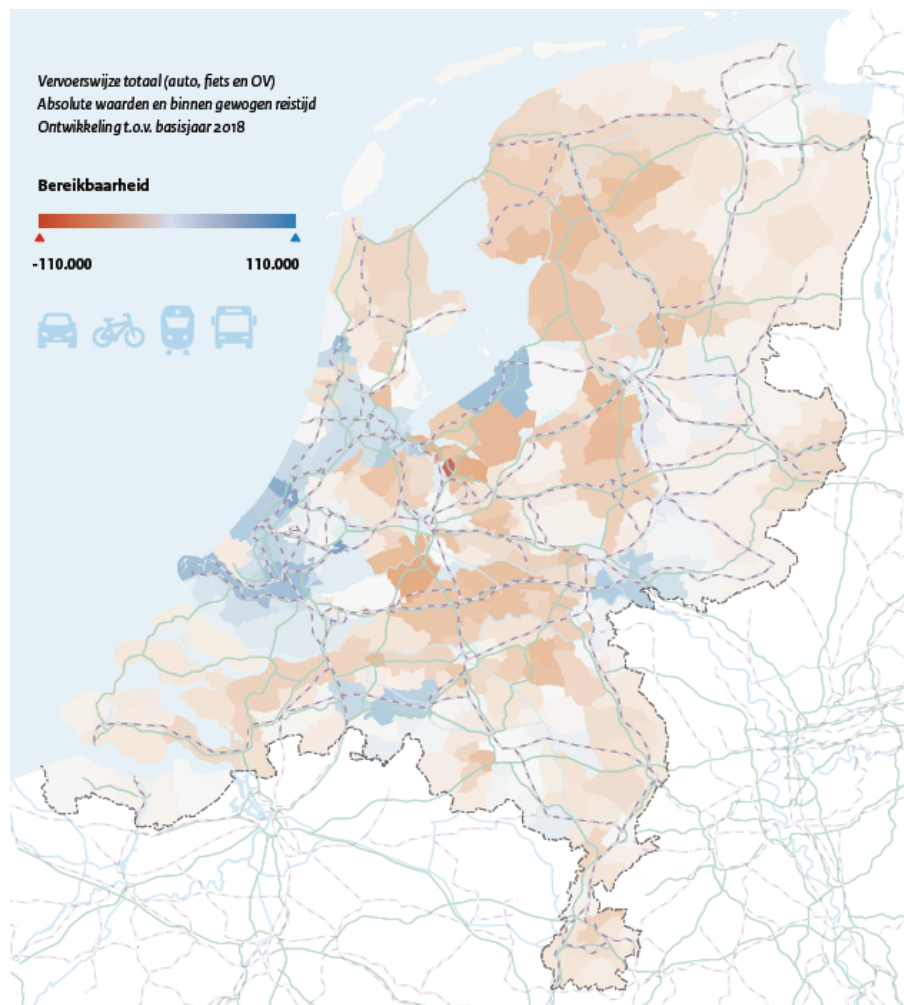 Vervoerswijze totaal (auto, fiets en OV)
Absolute waarden en binnen gewogen reistijd
Ontwikkeling t.o.v. basisjaar 2018
Bereikbaarheid
-110.000 110.000